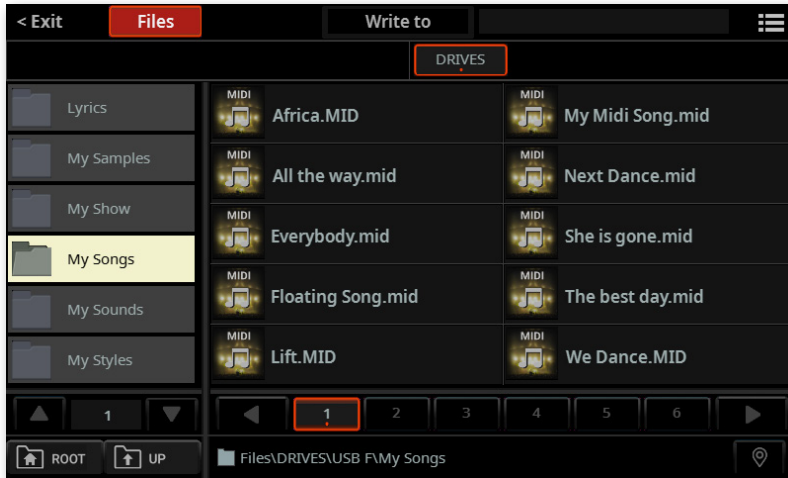 < Exit Files Write to
DRIVES
Lyrics
My Samples
My Show
My Songs
My Sounds
My Styles
MIDI Africa.MID
MIDI All the way.mid
MIDI Everybody.mid
MIDI Floating Song.mid
MIDI Lift.MID
MIDI My Midi Song.mid
MIDI Next Dance.mid
MIDI She is gone.mid
MIDI The best day.mid
MIDI We Dance.MID
1
1 2 3 4 5 6
ROOT UP
Files\DRIVES\USB F\My Songs